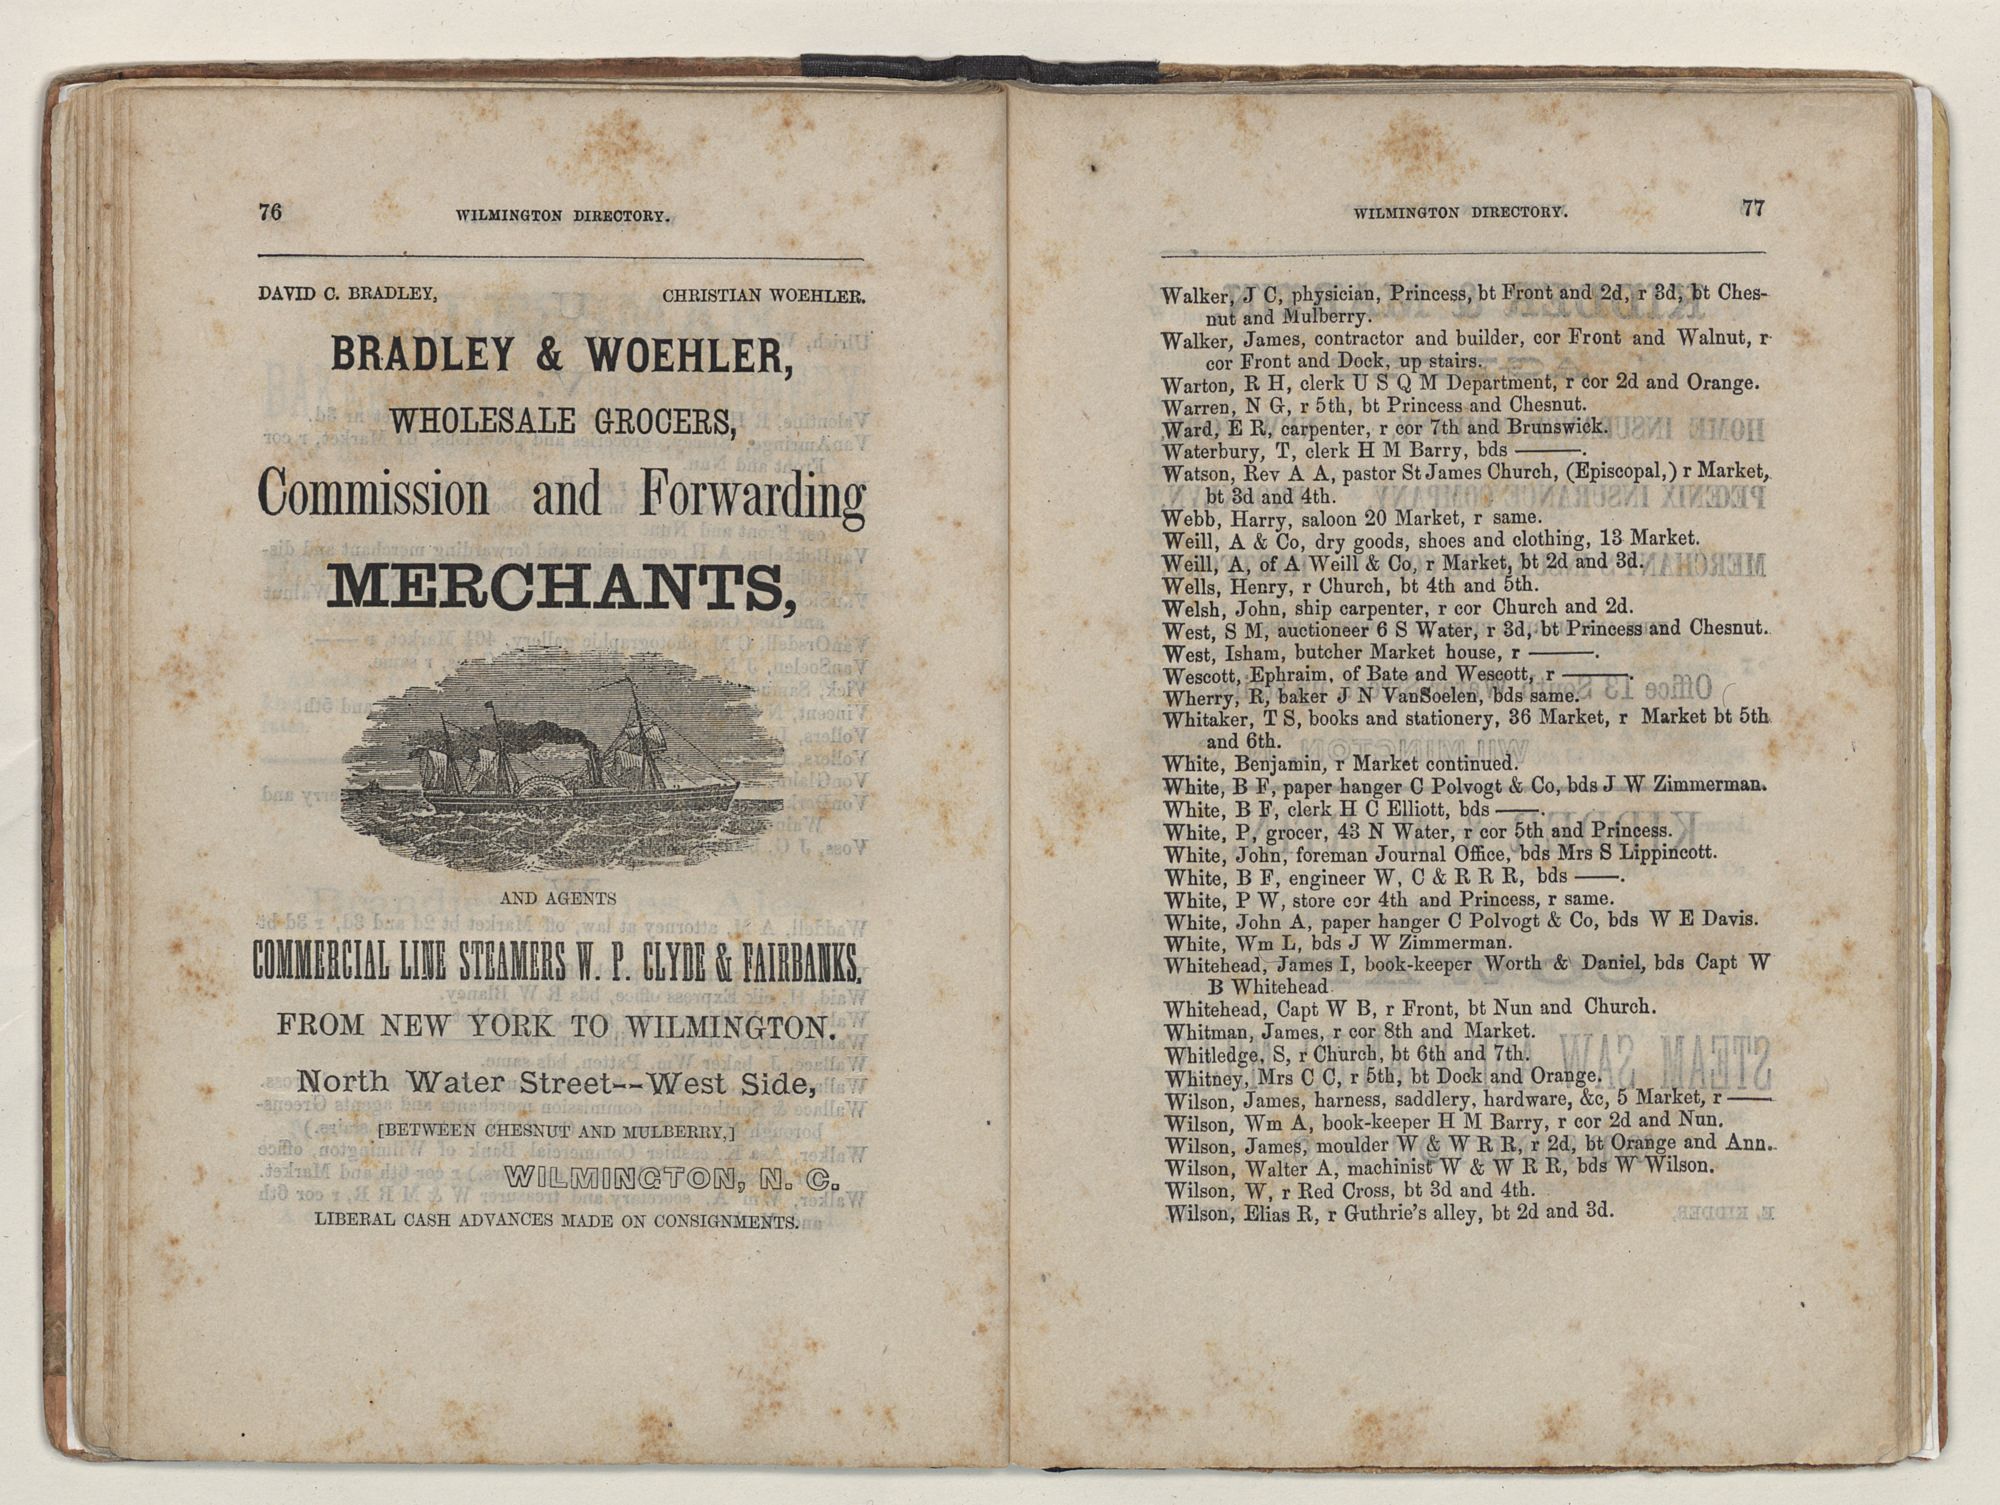 76
WILMINGTON DIRECTORY.
DAVID C. BRADLEY,
CHRISTIAN WOEHLER.
BRADLEY & WOEHLER,
WHOLESALE GROCERS,
Commission and Forwarding
MERCHANTS,
AND AGENTS
COMMERCIAL LINE STEAMERS W. P. CLYDE & FAIRBANKS,
FROM NEW YORK TO WILMINGTON.
North Water Street--West Side,
[BETWEEN CHESNUT AND MULBERRY,]
WILMINGTON, N. C.
LIBERAL CASH ADVANCES MADE ON CONSIGNMENTS.
WILMINGTON DIRECTORY.
77
Walker, J C, physician, Princess, bt Front and 2d, r 3d, bt Ches-
nut and Mulberry.
Walker, James, contractor and builder, cor Front and Walnut, r
cor Front and Dock, up stairs.
Warton, R H, clerk U S Q M Department, r cor 2d and Orange.
Warren, N G, r 5th, bt Princess and Chesnut.
Ward, E R, carpenter, r cor 7th and Brunswick.
Waterbury, T, clerk H M Barry, bds ———.
Watson, Rev A A, pastor St James Church, (Episcopal,) r Market,
bt 3d and 4th.
Webb, Harry, saloon 20 Market, r same.
Weill, A & Co, dry goods, shoes and clothing, 13 Market.
Weill, A, of A Weill & Co, r Market, bt 2d and 3d.
Wells, Henry, r Church, bt 4th and 5th.
Welsh, John, ship carpenter, r cor Church and 2d.
West, S M, auctioneer 6 S Water, r 3d, bt Princess and Chesnut.
West, Isham, butcher Market house, r ———.
Wescott, Ephraim, of Bate and Wescott, r ———.
Wherry, R, baker J N VanSoelen, bds same.
Whitaker, T S, books and stationery, 36 Market, r Market bt 5th
and 6th.
White, Benjamin, r Market continued.
White, B F, paper hanger C Polvogt & Co, bds J W Zimmerman.
White, B F, clerk H C Elliott, bds ——.
White, P, grocer, 43 N Water, r cor 5th and Princess.
White, John, foreman Journal Office, bds Mrs S Lippincott.
White, B F, engineer W, C & R R R, bds ——.
White, P W, store cor 4th and Princess, r same.
White, John A, paper hanger C Polvogt & Co, bds W E Davis.
White, Wm L, bds J W Zimmerman.
Whitehead, James I, book-keeper Worth & Daniel, bds Capt W
B Whitehead.
Whitehead, Capt W B, r Front, bt Nun and Church.
Whitman, James, r cor 8th and Market.
Whitledge, S, r Church, bt 6th and 7th.
Whitney, Mrs C C, r 5th, bt Dock and Orange.
Wilson, James, harness, saddlery, hardware, &c, 5 Market, r ——
Wilson, Wm A, book-keeper H M Barry, r cor 2d and Nun.
Wilson, James, moulder W & W R R, r 2d, bt Orange and Ann.
Wilson, Walter A, machinist W & W R R, bds W Wilson.
Wilson, W, r Red Cross, bt 3d and 4th.
Wilson, Elias R, r Guthrie's alley, bt 2d and 3d.